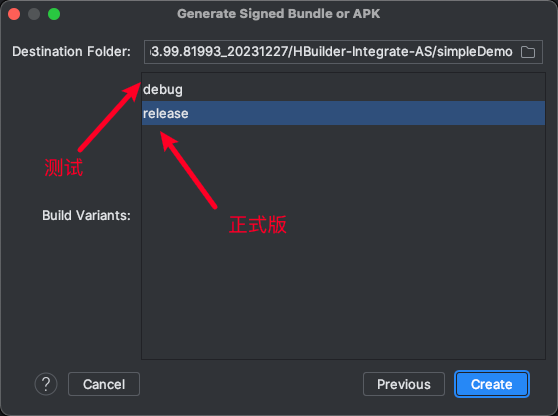 Generate Signed Bundle or APK
Destination Folder:
ɔ3.99.81993_20231227/HBuilder-Integrate-AS/simpleDemo
debug
release
测试
正式版
Build Variants:
?
Cancel
Previous
Create